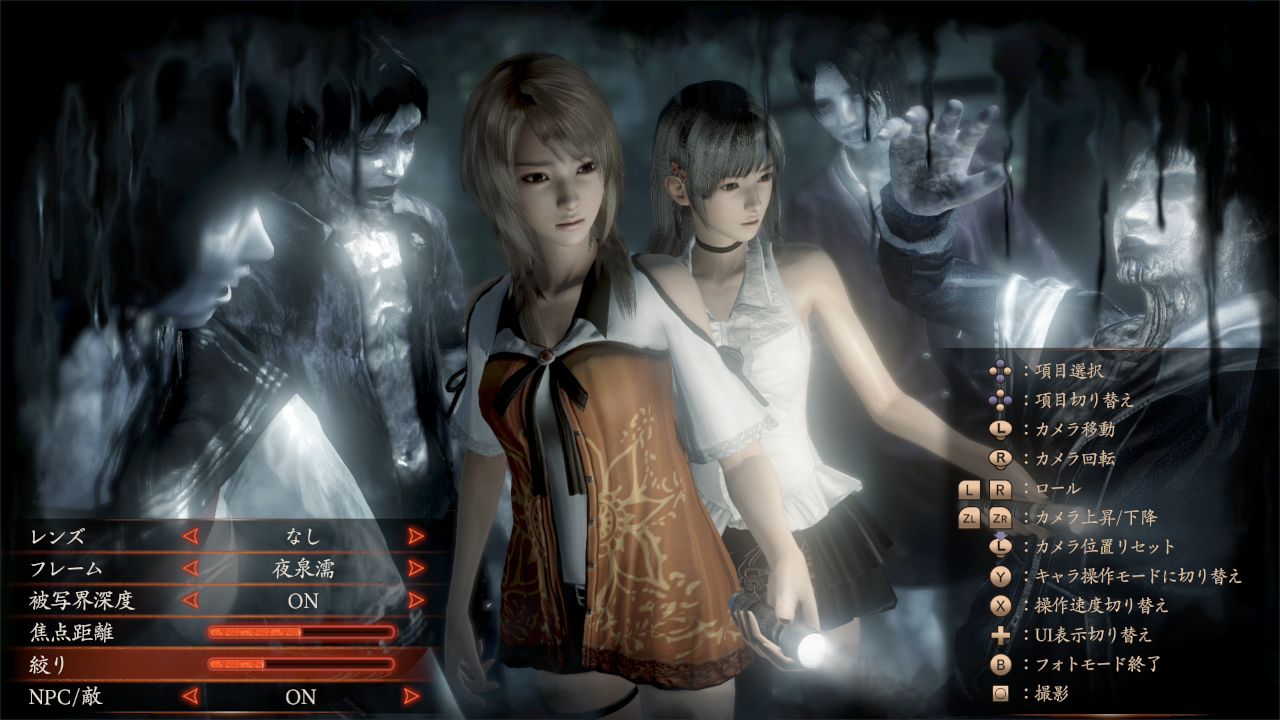 レンズ なし
フレーム 夜泉濡
被写界深度 ON
焦点距離
絞り
NPC/敵 ON
:項目選択
:項目切り替え
L :カメラ移動
R :カメラ回転
L R :ロール
ZL ZR :カメラ上昇/下降
L :カメラ位置リセット
Y :キャラ操作モードに切り替え
X :操作速度切り替え
:UI表示切り替え
B :フォトモード終了
:撮影